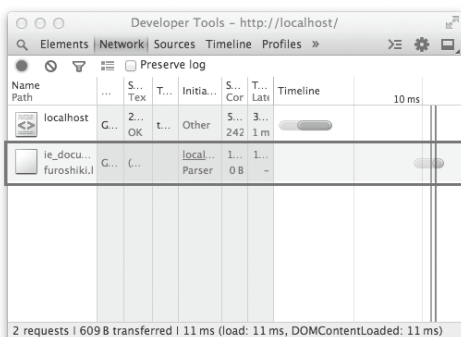 Developer Tools – http://localhost/
Elements Network Sources Timeline Profiles »
Preserve log
Name
Path
... S... Tex T... Initia... S... Cor T... Late Timeline 10 ms
localhost G... 2... OK t... Other 5... 242 3... 1 m
ie_docu... furoshiki.l G... (... local... Parser 1... 0 B 1... –
2 requests | 609 B transferred | 11 ms (load: 11 ms, DOMContentLoaded: 11 ms)